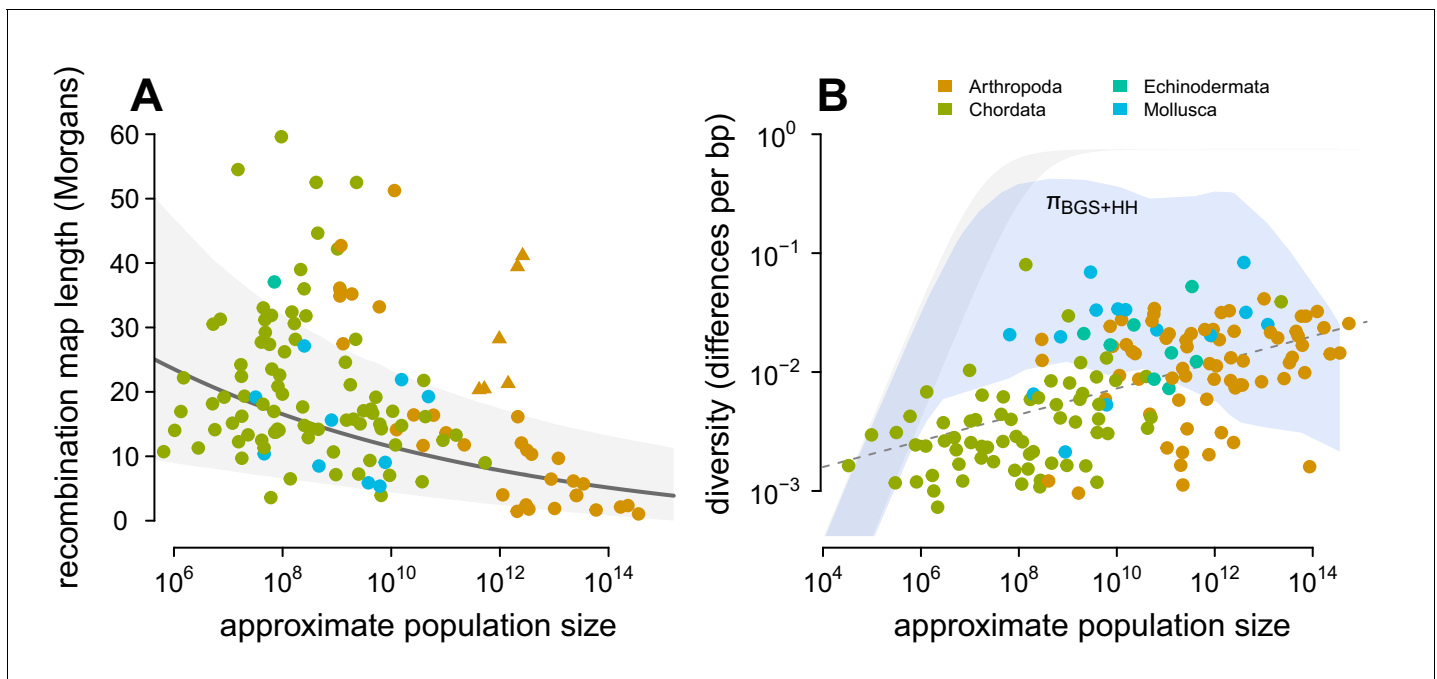 A
recombination map length (Morgans)
60
50
40
30
20
10
0
10^6 10^8 10^10 10^12 10^14
approximate population size
B
Arthropoda Echinodermata
Chordata Mollusca
diversity (differences per bp)
10^0
10^−1
10^−2
10^−3
π_BGS+HH
10^4 10^6 10^8 10^10 10^12 10^14
approximate population size